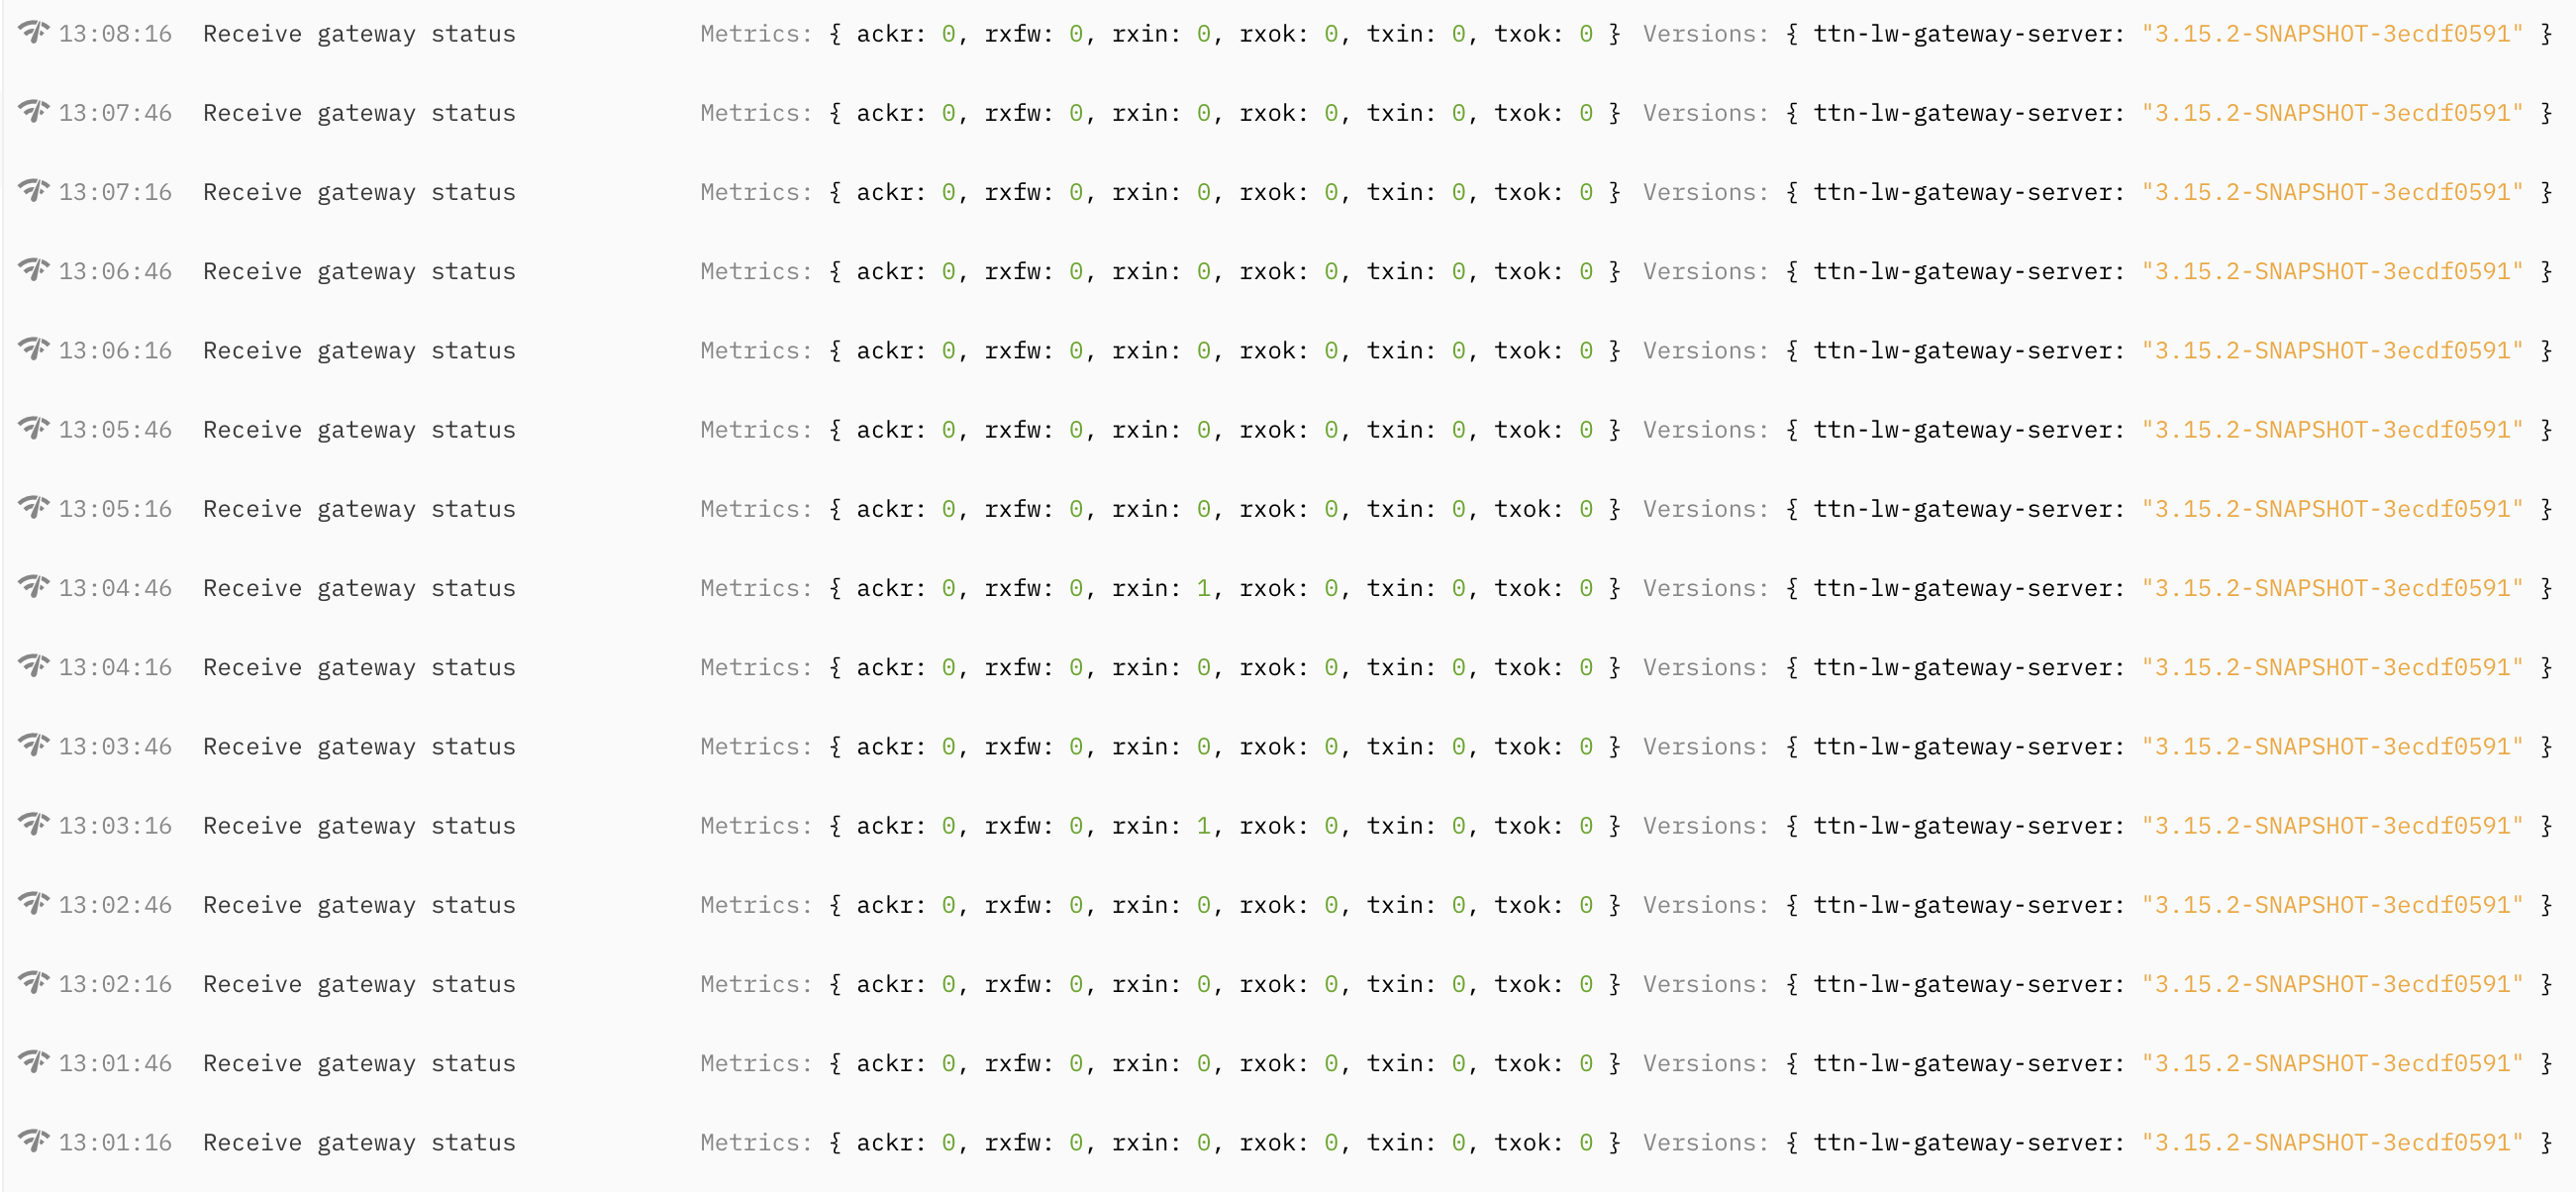 13:08:16 Receive gateway status Metrics: { ackr: 0, rxfw: 0, rxin: 0, rxok: 0, txin: 0, txok: 0 } Versions: { ttn-lw-gateway-server: "3.15.2-SNAPSHOT-3ecdf0591" }
13:07:46 Receive gateway status Metrics: { ackr: 0, rxfw: 0, rxin: 0, rxok: 0, txin: 0, txok: 0 } Versions: { ttn-lw-gateway-server: "3.15.2-SNAPSHOT-3ecdf0591" }
13:07:16 Receive gateway status Metrics: { ackr: 0, rxfw: 0, rxin: 0, rxok: 0, txin: 0, txok: 0 } Versions: { ttn-lw-gateway-server: "3.15.2-SNAPSHOT-3ecdf0591" }
13:06:46 Receive gateway status Metrics: { ackr: 0, rxfw: 0, rxin: 0, rxok: 0, txin: 0, txok: 0 } Versions: { ttn-lw-gateway-server: "3.15.2-SNAPSHOT-3ecdf0591" }
13:06:16 Receive gateway status Metrics: { ackr: 0, rxfw: 0, rxin: 0, rxok: 0, txin: 0, txok: 0 } Versions: { ttn-lw-gateway-server: "3.15.2-SNAPSHOT-3ecdf0591" }
13:05:46 Receive gateway status Metrics: { ackr: 0, rxfw: 0, rxin: 0, rxok: 0, txin: 0, txok: 0 } Versions: { ttn-lw-gateway-server: "3.15.2-SNAPSHOT-3ecdf0591" }
13:05:16 Receive gateway status Metrics: { ackr: 0, rxfw: 0, rxin: 0, rxok: 0, txin: 0, txok: 0 } Versions: { ttn-lw-gateway-server: "3.15.2-SNAPSHOT-3ecdf0591" }
13:04:46 Receive gateway status Metrics: { ackr: 0, rxfw: 0, rxin: 1, rxok: 0, txin: 0, txok: 0 } Versions: { ttn-lw-gateway-server: "3.15.2-SNAPSHOT-3ecdf0591" }
13:04:16 Receive gateway status Metrics: { ackr: 0, rxfw: 0, rxin: 0, rxok: 0, txin: 0, txok: 0 } Versions: { ttn-lw-gateway-server: "3.15.2-SNAPSHOT-3ecdf0591" }
13:03:46 Receive gateway status Metrics: { ackr: 0, rxfw: 0, rxin: 0, rxok: 0, txin: 0, txok: 0 } Versions: { ttn-lw-gateway-server: "3.15.2-SNAPSHOT-3ecdf0591" }
13:03:16 Receive gateway status Metrics: { ackr: 0, rxfw: 0, rxin: 1, rxok: 0, txin: 0, txok: 0 } Versions: { ttn-lw-gateway-server: "3.15.2-SNAPSHOT-3ecdf0591" }
13:02:46 Receive gateway status Metrics: { ackr: 0, rxfw: 0, rxin: 0, rxok: 0, txin: 0, txok: 0 } Versions: { ttn-lw-gateway-server: "3.15.2-SNAPSHOT-3ecdf0591" }
13:02:16 Receive gateway status Metrics: { ackr: 0, rxfw: 0, rxin: 0, rxok: 0, txin: 0, txok: 0 } Versions: { ttn-lw-gateway-server: "3.15.2-SNAPSHOT-3ecdf0591" }
13:01:46 Receive gateway status Metrics: { ackr: 0, rxfw: 0, rxin: 0, rxok: 0, txin: 0, txok: 0 } Versions: { ttn-lw-gateway-server: "3.15.2-SNAPSHOT-3ecdf0591" }
13:01:16 Receive gateway status Metrics: { ackr: 0, rxfw: 0, rxin: 0, rxok: 0, txin: 0, txok: 0 } Versions: { ttn-lw-gateway-server: "3.15.2-SNAPSHOT-3ecdf0591" }